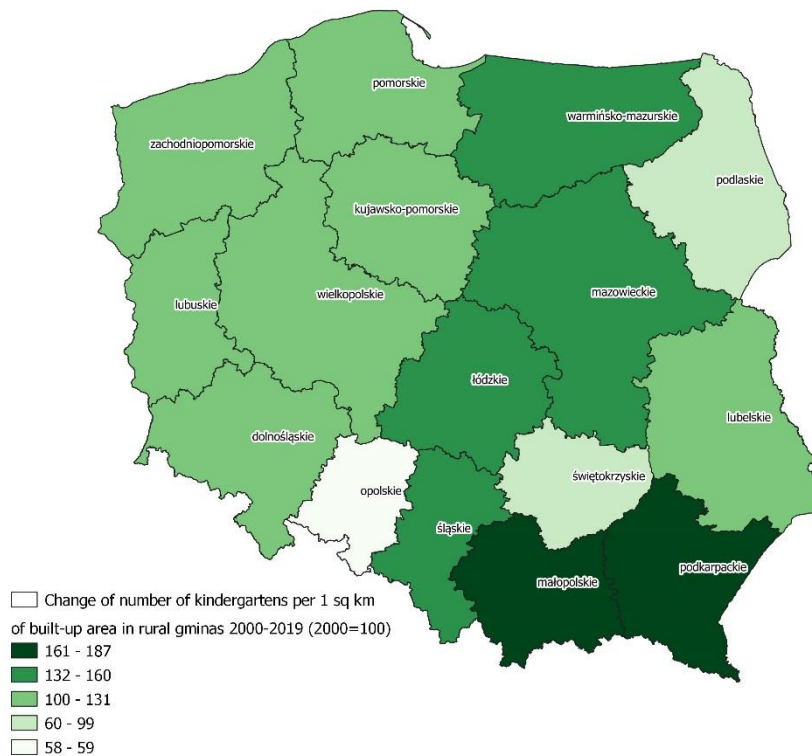 pomorskie
warmińsko-mazurskie
zachodniopomorskie
podlaskie
kujawsko-pomorskie
mazowieckie
wielkopolskie
lubuskie
łódzkie
lubelskie
dolnośląskie
świętokrzyskie
opolskie
śląskie
podkarpackie
małopolskie
Change of number of kindergartens per 1 sq km
of built-up area in rural gminas 2000-2019 (2000=100)
161 - 187
132 - 160
100 - 131
60 - 99
58 - 59